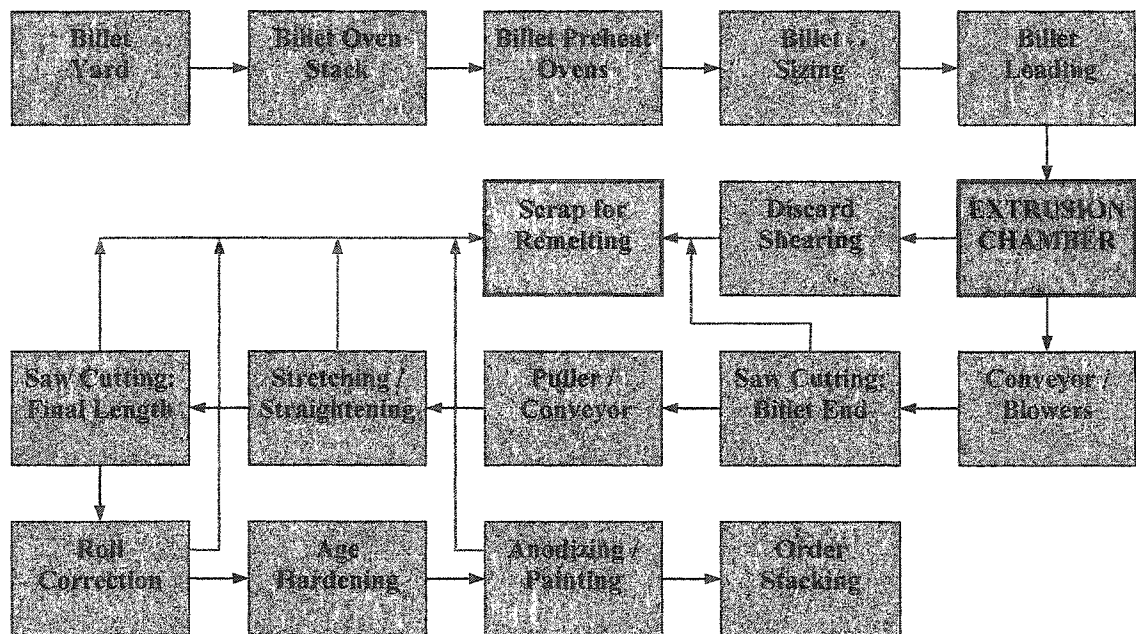 Billet
Yard
Billet Oven
Stack
Billet Preheat
Ovens
Billet
Sizing
Billet
Loading
Scrap for
Remelting
Discard
Shearing
EXTRUSION
CHAMBER
Saw Cutting:
Final Length
Stretching /
Straightening
Puller /
Conveyor
Saw Cutting:
Billet End
Conveyor /
Blowers
Roll
Correction
Age
Hardening
Anodizing /
Painting
Order
Stacking